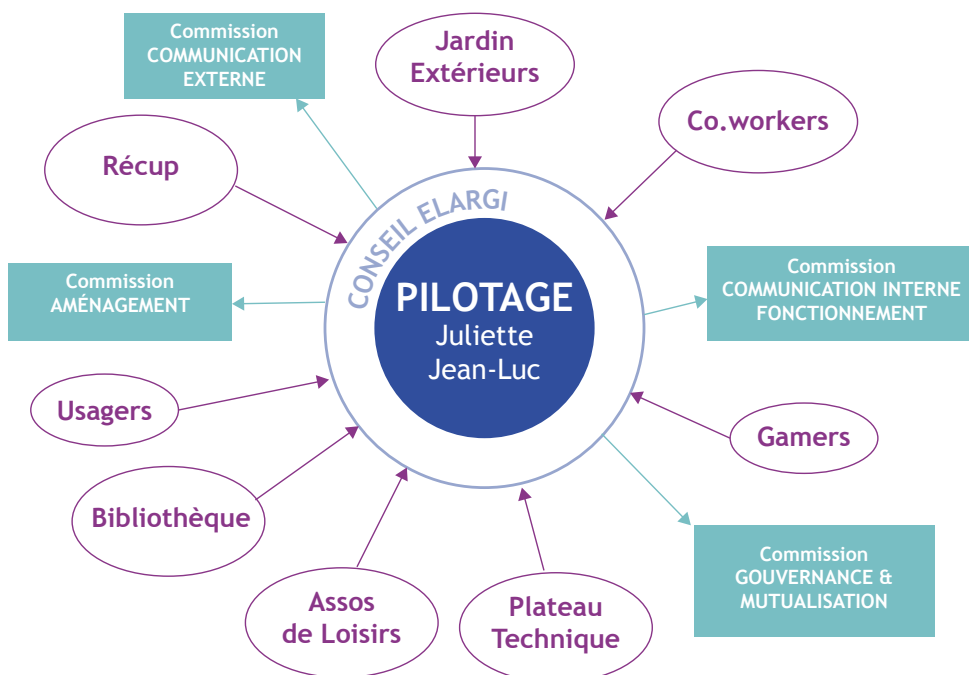 Commission
COMMUNICATION
EXTERNE
Jardin
Extérieurs
Co.workers
Récup
CONSEIL ELARGI
Commission
AMÉNAGEMENT
PILOTAGE
Juliette
Jean-Luc
Commission
COMMUNICATION INTERNE
FONCTIONNEMENT
Usagers
Gamers
Bibliothèque
Assos
de Loisirs
Plateau
Technique
Commission
GOUVERNANCE &
MUTUALISATION